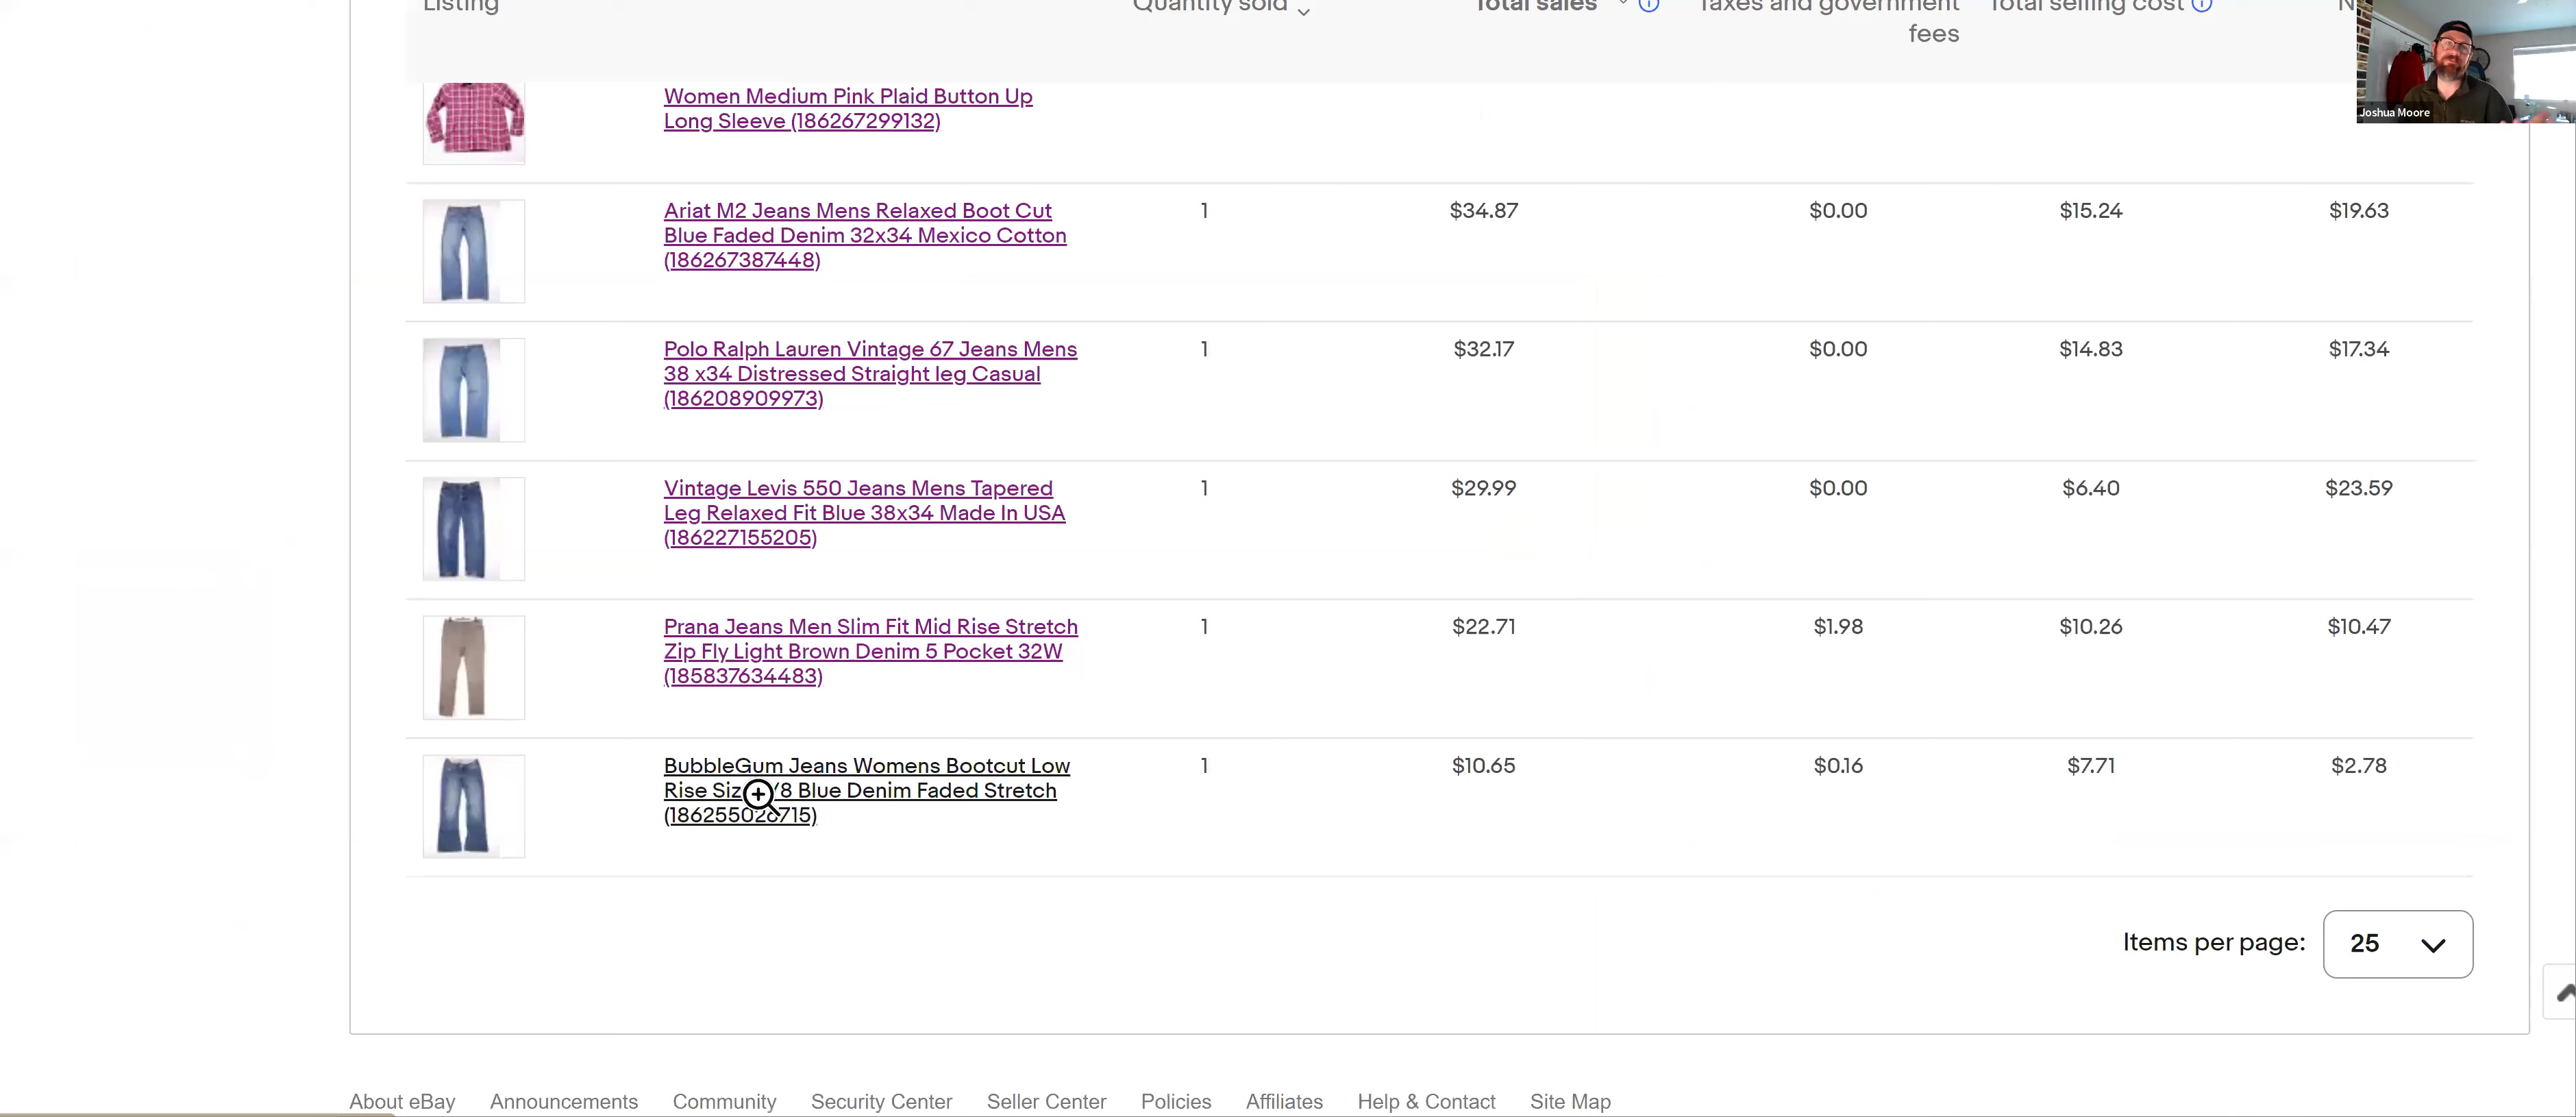 Listing
Quantity sold
Total sales
Taxes and government
fees
Total selling cost
N
Joshua Moore
Women Medium Pink Plaid Button Up
Long Sleeve (186267299132)
Ariat M2 Jeans Mens Relaxed Boot Cut
Blue Faded Denim 32x34 Mexico Cotton
(186267387448)
1
$34.87
$0.00
$15.24
$19.63
Polo Ralph Lauren Vintage 67 Jeans Mens
38 x34 Distressed Straight leg Casual
(186208909973)
1
$32.17
$0.00
$14.83
$17.34
Vintage Levis 550 Jeans Mens Tapered
Leg Relaxed Fit Blue 38x34 Made In USA
(186227155205)
1
$29.99
$0.00
$6.40
$23.59
Prana Jeans Men Slim Fit Mid Rise Stretch
Zip Fly Light Brown Denim 5 Pocket 32W
(185837634483)
1
$22.71
$1.98
$10.26
$10.47
BubbleGum Jeans Womens Bootcut Low
Rise /8 Blue Denim Faded Stretch
(186255026715)
1
$10.65
$0.16
$7.71
$2.78
Items per page:
25
About eBay
Announcements
Community
Security Center
Seller Center
Policies
Affiliates
Help & Contact
Site Map